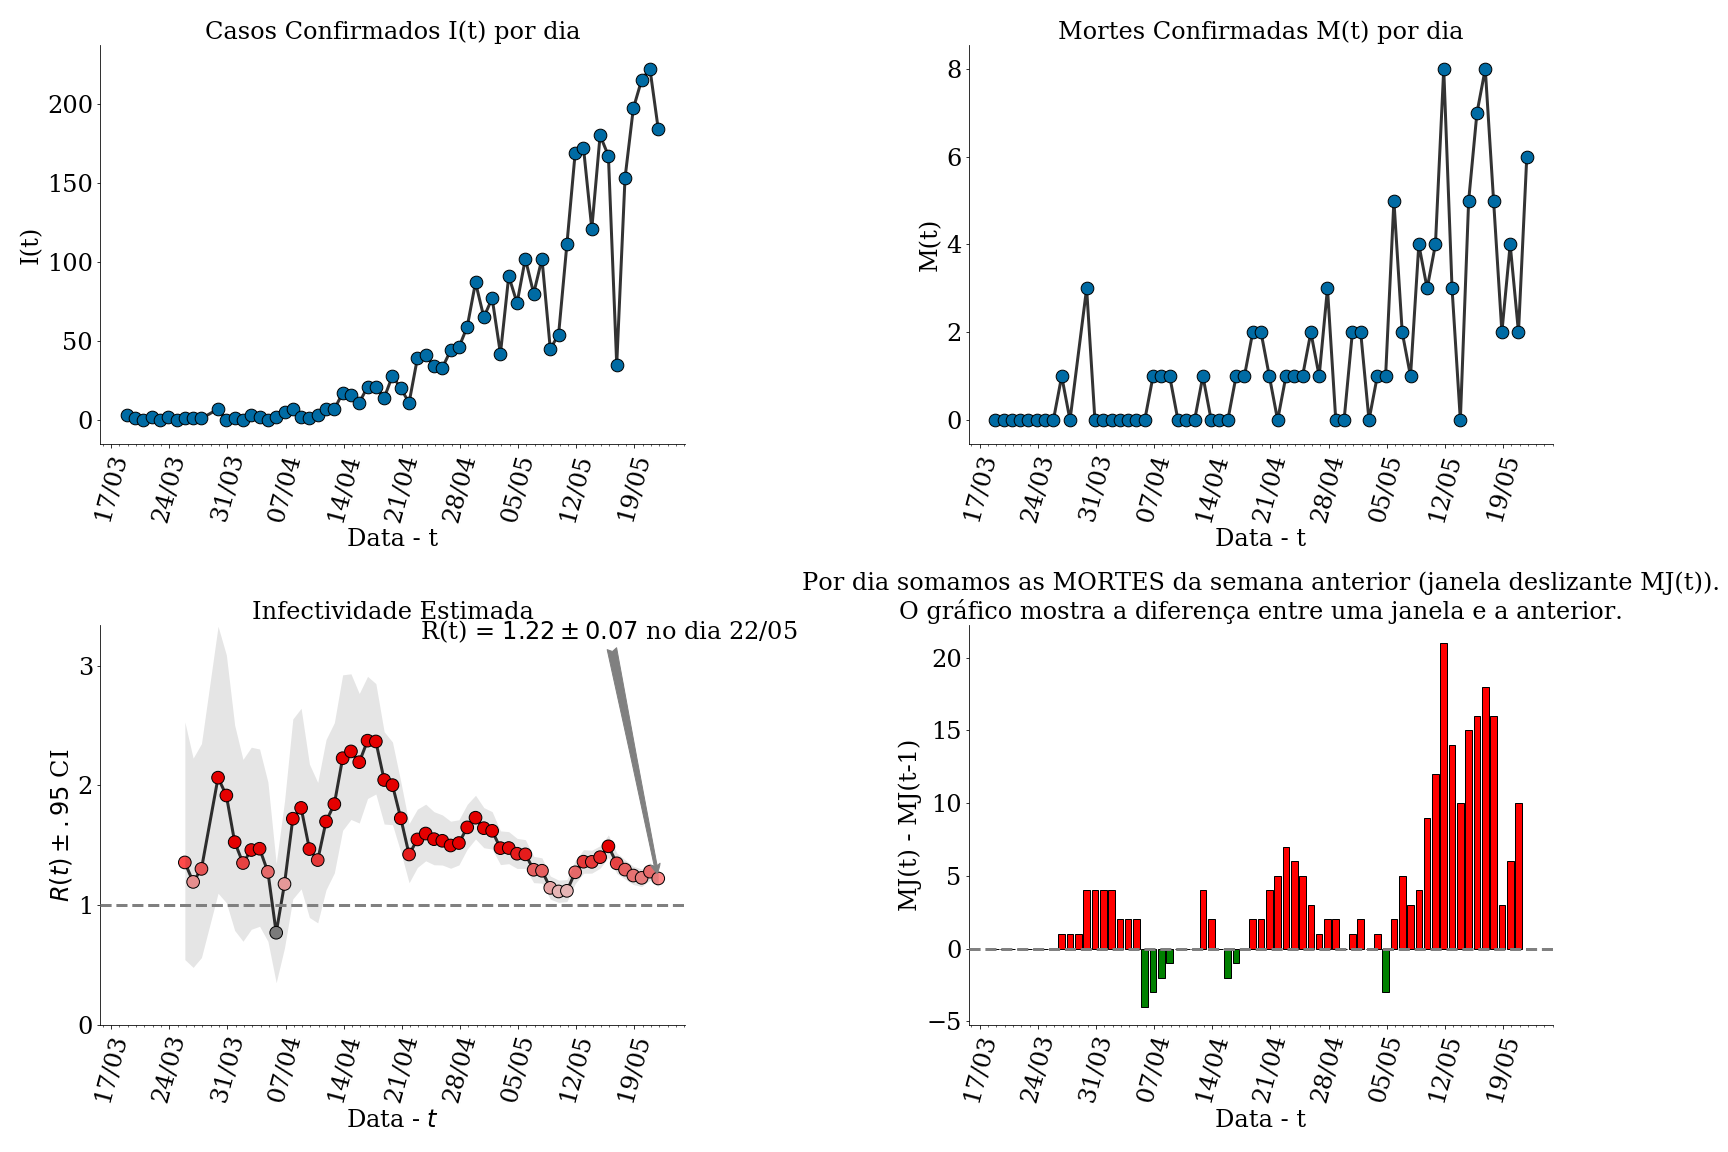 Casos Confirmados I(t) por dia
I(t)
200
150
100
50
0
17/03 24/03 31/03 07/04 14/04 21/04 28/04 05/05 12/05 19/05
Data - t
Mortes Confirmadas M(t) por dia
M(t)
8
6
4
2
0
17/03 24/03 31/03 07/04 14/04 21/04 28/04 05/05 12/05 19/05
Data - t
Infectividade Estimada
R(t) = 1.22 ± 0.07 no dia 22/05
R(t) ± .95 CI
3
2
1
0
17/03 24/03 31/03 07/04 14/04 21/04 28/04 05/05 12/05 19/05
Data - t
Por dia somamos as MORTES da semana anterior (janela deslizante MJ(t)).
O gráfico mostra a diferença entre uma janela e a anterior.
MJ(t) - MJ(t-1)
20
15
10
5
0
−5
17/03 24/03 31/03 07/04 14/04 21/04 28/04 05/05 12/05 19/05
Data - t